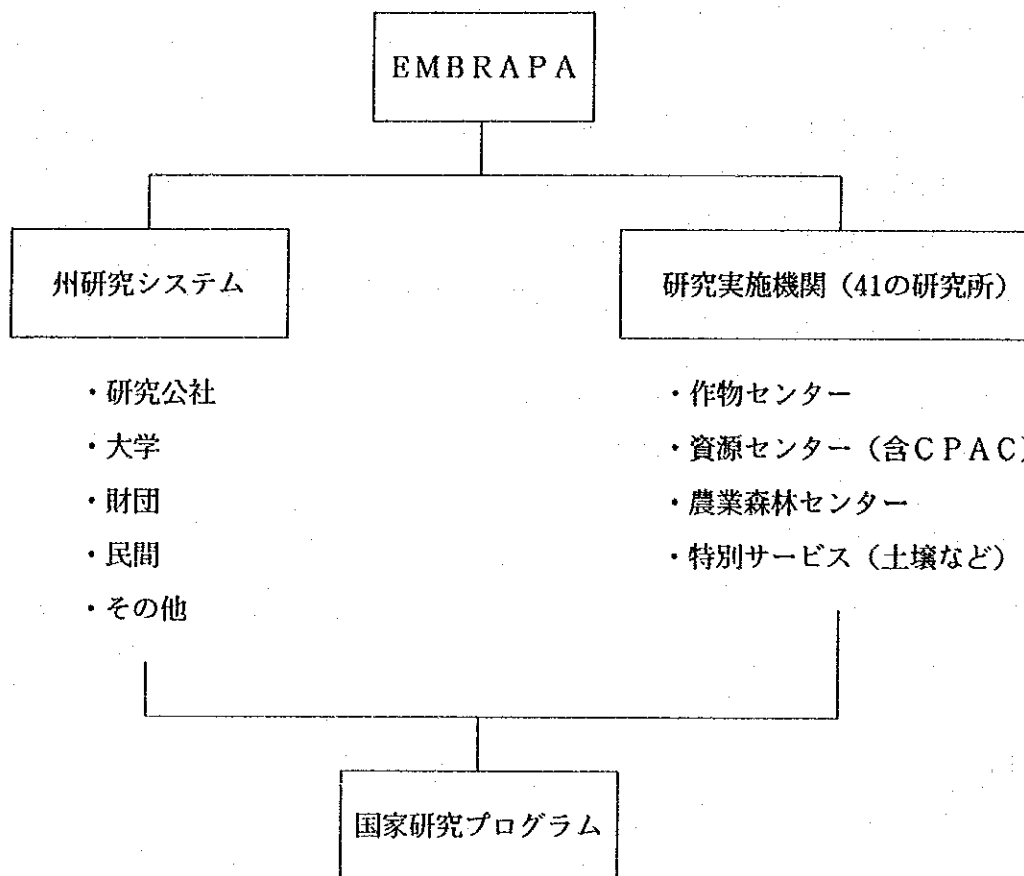 EMBRAPA
州研究システム
・研究公社
・大学
・財団
・民間
・その他
研究実施機関（41の研究所）
・作物センター
・資源センター（含CPAC）
・農業森林センター
・特別サービス（土壌など）
国家研究プログラム